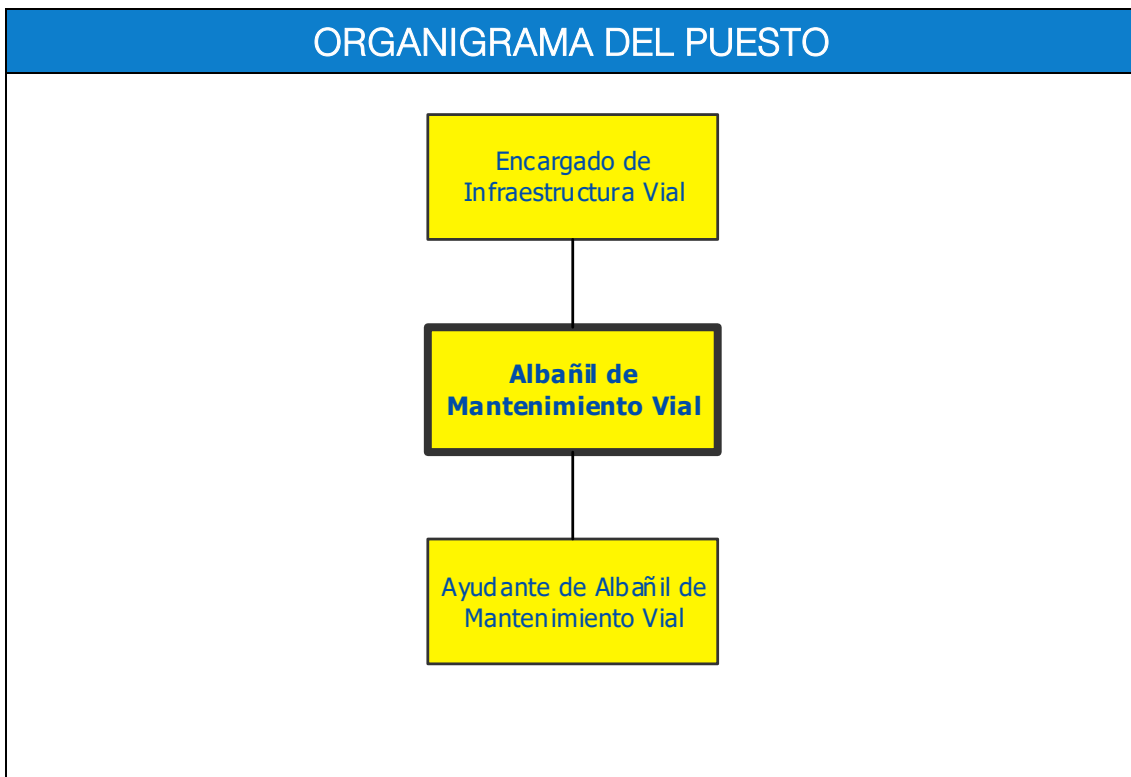 ORGANIGRAMA DEL PUESTO
Encargado de
Infraestructura Vial
Albañil de
Mantenimiento Vial
Ayudante de Albañil de
Mantenimiento Vial